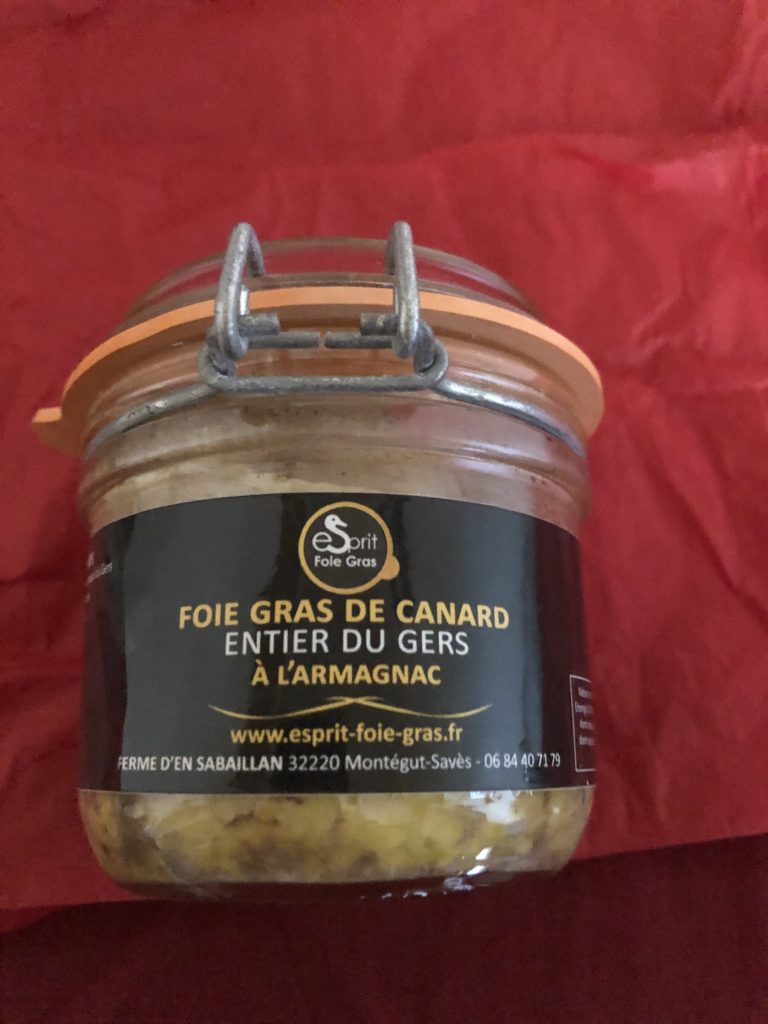 eSprit
Foie Gras
FOIE GRAS DE CANARD
ENTIER DU GERS
À L'ARMAGNAC
www.esprit-foie-gras.fr
FERME D'EN SABAILLAN 32220 Montégut-Savès - 06 84 40 71 79
Gers